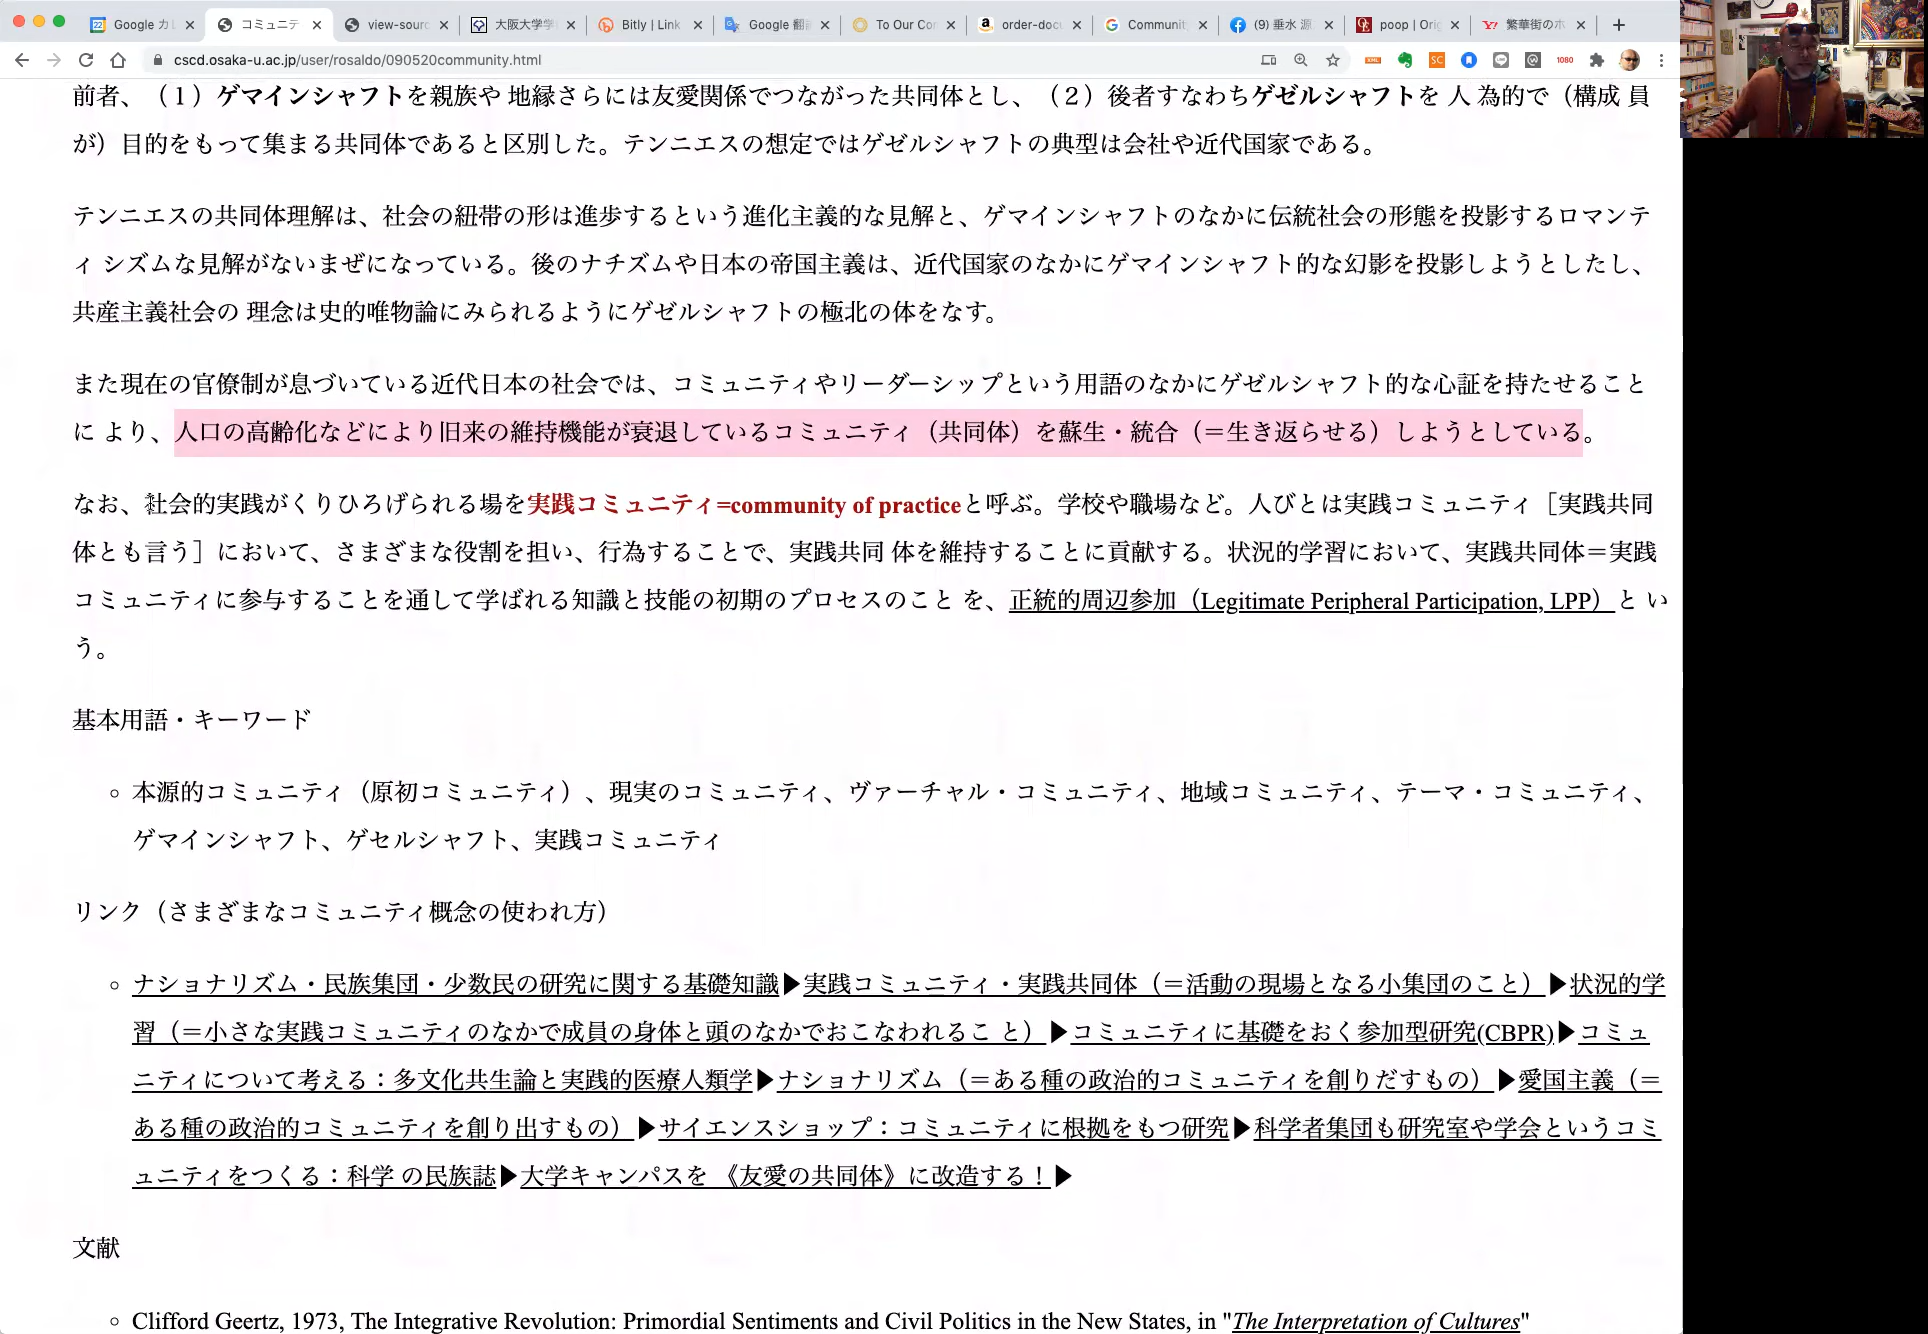 Google カレ
コミュニテ
view-sourc
大阪大学学
Bitly | Link
Google 翻訳
To Our Cor
order-docu
Communit
(9) 垂水 源
poop | Orig
繁華街のホ
cscd.osaka-u.ac.jp/user/rosaldo/090520community.html
前者、（１）ゲマインシャフトを親族や 地縁さらには友愛関係でつながった共同体とし、（２）後者すなわちゲゼルシャフトを 人 為的で（構成 員
が）目的をもって集まる共同体であると区別した。テンニエスの想定ではゲゼルシャフトの典型は会社や近代国家である。
テンニエスの共同体理解は、社会の紐帯の形は進歩するという進化主義的な見解と、ゲマインシャフトのなかに伝統社会の形態を投影するロマンテ
ィ シズムな見解がないまぜになっている。後のナチズムや日本の帝国主義は、近代国家のなかにゲマインシャフト的な幻影を投影しようとしたし、
共産主義社会の 理念は史的唯物論にみられるようにゲゼルシャフトの極北の体をなす。
また現在の官僚制が息づいている近代日本の社会では、コミュニティやリーダーシップという用語のなかにゲゼルシャフト的な心証を持たせること
に より、人口の高齢化などにより旧来の維持機能が衰退しているコミュニティ（共同体）を蘇生・統合（＝生き返らせる）しようとしている。
なお、社会的実践がくりひろげられる場を実践コミュニティ=community of practiceと呼ぶ。学校や職場など。人びとは実践コミュニティ［実践共同
体とも言う］において、さまざまな役割を担い、行為することで、実践共同 体を維持することに貢献する。状況的学習において、実践共同体＝実践
コミュニティに参与することを通して学ばれる知識と技能の初期のプロセスのこと を、正統的周辺参加（Legitimate Peripheral Participation, LPP）と い
う。
基本用語・キーワード
本源的コミュニティ（原初コミュニティ）、現実のコミュニティ、ヴァーチャル・コミュニティ、地域コミュニティ、テーマ・コミュニティ、
ゲマインシャフト、ゲセルシャフト、実践コミュニティ
リンク（さまざまなコミュニティ概念の使われ方）
ナショナリズム・民族集団・少数民の研究に関する基礎知識▶実践コミュニティ・実践共同体（＝活動の現場となる小集団のこと）▶状況的学
習（＝小さな実践コミュニティのなかで成員の身体と頭のなかでおこなわれるこ と）▶コミュニティに基礎をおく参加型研究(CBPR)▶コミュ
ニティについて考える：多文化共生論と実践的医療人類学▶ナショナリズム（＝ある種の政治的コミュニティを創りだすもの）▶愛国主義（＝
ある種の政治的コミュニティを創り出すもの）▶サイエンスショップ：コミュニティに根拠をもつ研究▶科学者集団も研究室や学会というコミ
ュニティをつくる：科学 の民族誌▶大学キャンパスを 《友愛の共同体》に改造する！▶
文献
Clifford Geertz, 1973, The Integrative Revolution: Primordial Sentiments and Civil Politics in the New States, in "The Interpretation of Cultures"